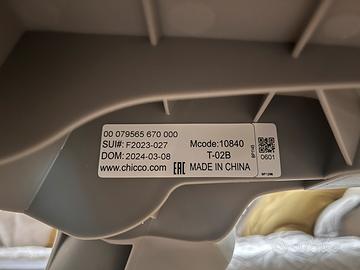 00 079565 670 000
SUI#: F2023-027
Mcode:10840
DOM: 2024-03-08
T-02B
www.chicco.com
EAC
MADE IN CHINA
0601